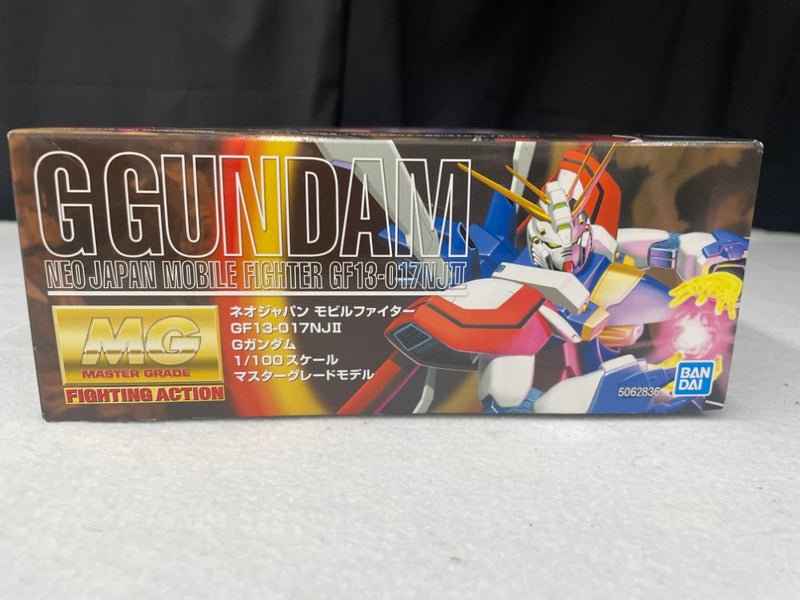 G GUNDAM
NEO JAPAN MOBILE FIGHTER GF13-017NJII
MG
MASTER GRADE
FIGHTING ACTION
ネオジャパン モビルファイター
GF13-017NJII
Gガンダム
1/100スケール
マスターグレードモデル
5062836
BAN
DAI